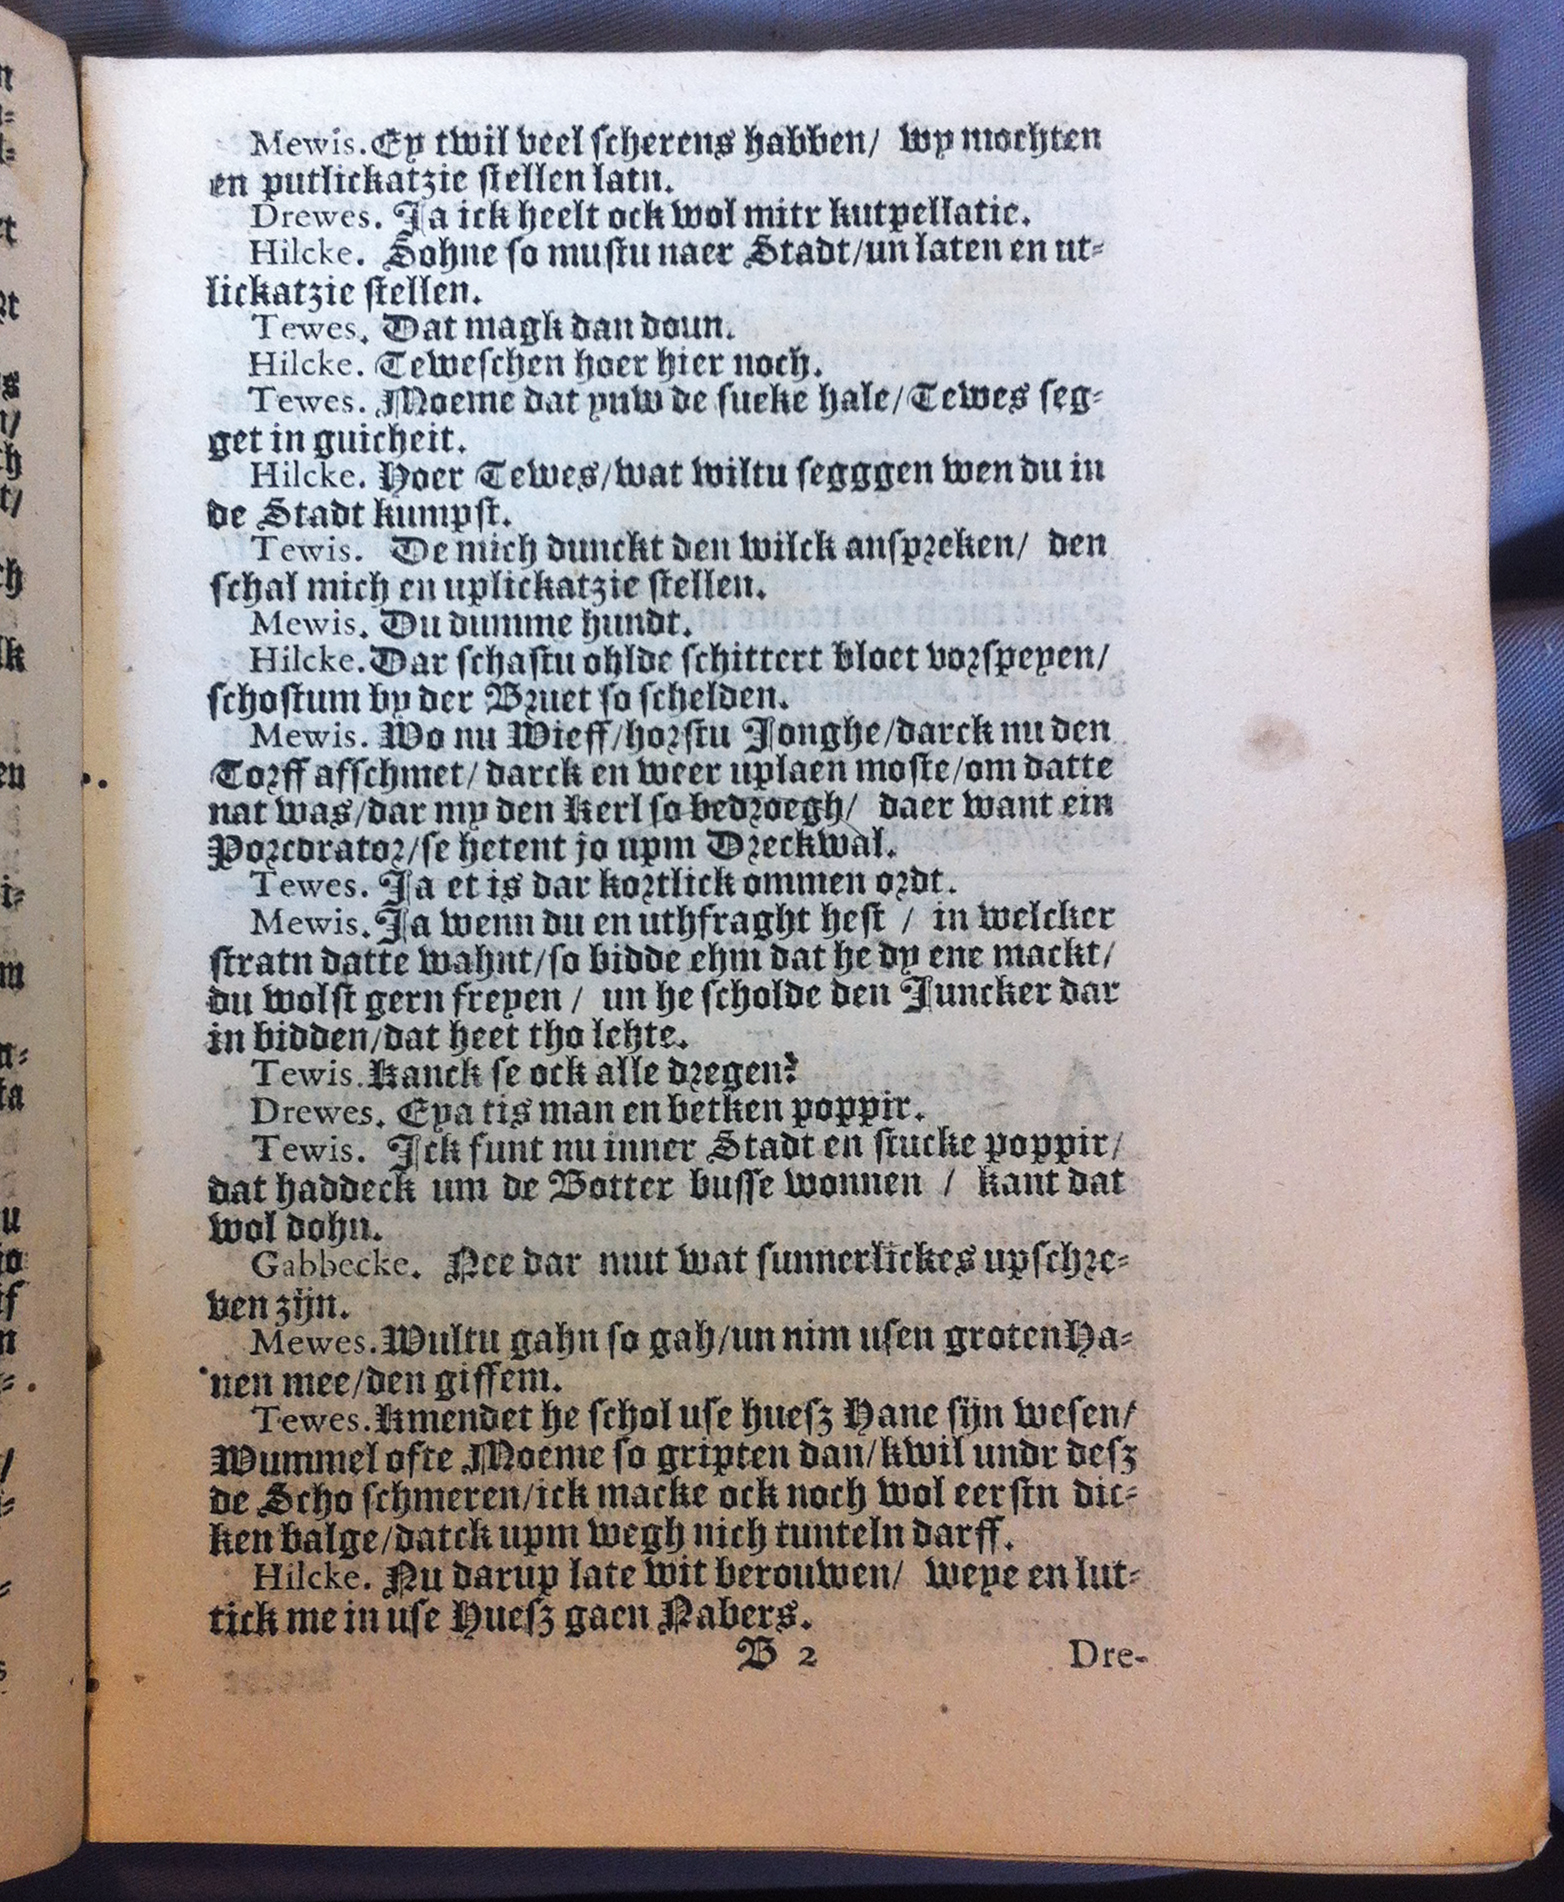 Mewis. Ey twil veel scherens habben/ wy mochten
en putlickatzie stellen latn.
Drewes. Ja ick heelt ock wol mitr kutpellatie.
Hilcke. Sohne so mustu naer Stadt/un laten en ut⸗
lickatzie stellen.
Tewes. Dat magk dan doun.
Hilcke. Teweschen hoer hier noch.
Tewes. Moeme dat yuw de sueke hale/Tewes seg⸗
get in guicheit.
Hilcke. Hoer Tewes/wat wiltu segggen wen du in
de Stadt kumpst.
Tewis. De mich dunckt den wilck anspreken/ den
schal mich en uplickatzie stellen.
Mewis. Du dumme hundt.
Hilcke. Dar schastu ohlde schittert bloet vorspeyen/
schostum by der Bruet so schelden.
Mewis. Wo nu Wieff/horstu Jonghe/darck nu den
Torff afschmet/ darck en weer uplaen moste/om datte
nat was/dar my den kerl so bedroegh/ daer want ein
Porcorator/se hetent jo upm Dreckwal.
Tewes. Ja et is dar kortlick ommen ordt.
Mewis. Ja wenn du en uthfraght hest / in welcker
stratn datte wahnt/so bidde ehm dat he dy ene mackt/
du wolst gern freyen / un he scholde den Juncker dar
in bidden/dat heet tho lehte.
Tewis. Kanck se ock alle dregen?
Drewes. Eya tis man en betken poppir.
Tewis. Ick funt nu inner Stadt en stucke poppir/
dat haddeck um de Botter busse wonnen / kant dat
wol dohn.
Gabbecke. Nee dar mut wat sunnerlickes upschre⸗
ven zijn.
Mewes. Wultu gahn so gah/un nim usen groten Ha⸗
nen mee/den giffem.
Tewes. Kmendet he schol use huesz Hane sijn wesen/
Wummel ofte Moeme so gripten dan/kwil undr desz
de Scho schmeren/ick macke ock noch wol eerstn dic⸗
ken balge/datck upm wegh nich tunteln darff.
Hilcke. Nu darup late wit berouwen/ weye en lut⸗
tick me in use Huesz gaen Nabers.
B 2 Dre-